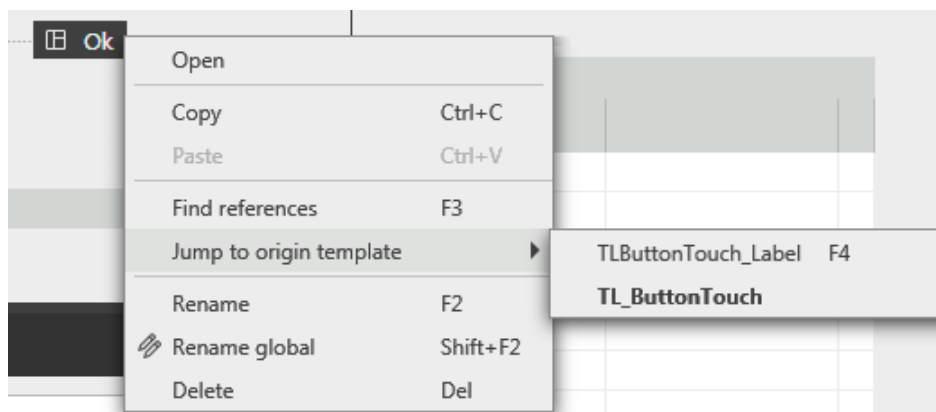 Ok
Open
Copy Ctrl+C
Paste Ctrl+V
Find references F3
Jump to origin template
TLButtonTouch_Label F4
TL_ButtonTouch
Rename F2
Rename global Shift+F2
Delete Del